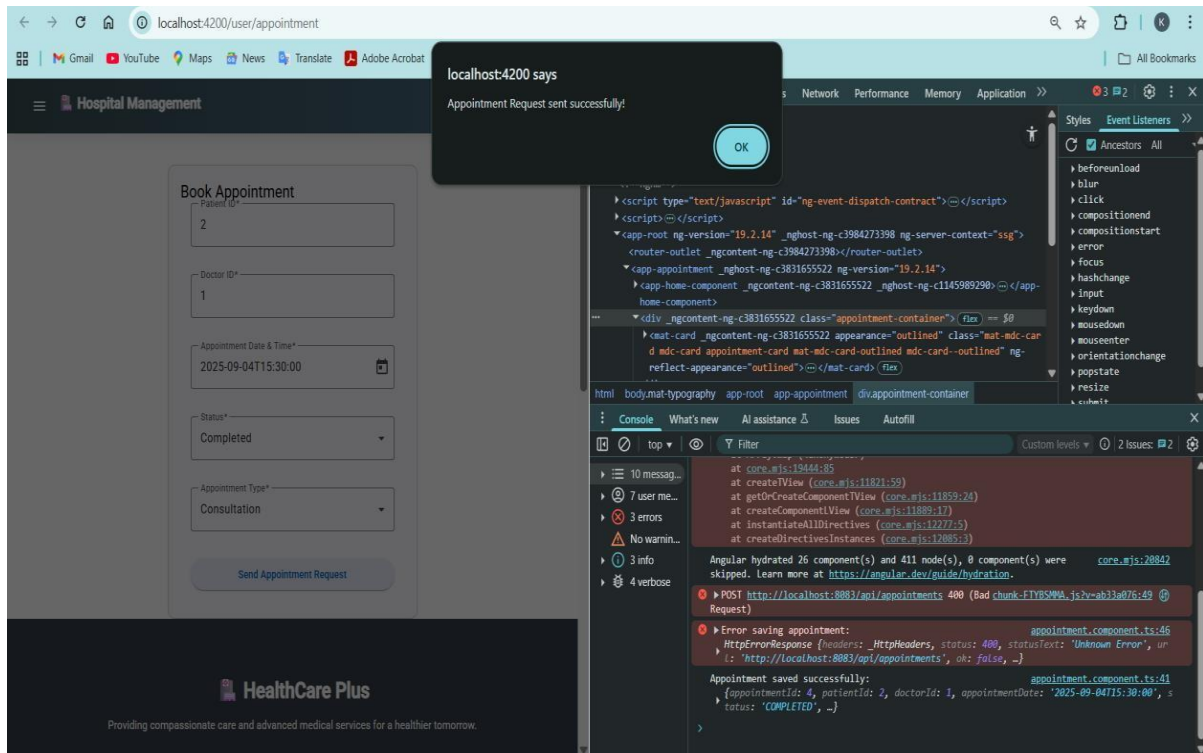 localhost:4200/user/appointment
K
Gmail YouTube Maps News Translate Adobe Acrobat
All Bookmarks
localhost:4200 says
Appointment Request sent successfully!
OK
Hospital Management
Book Appointment
Patient ID*
2
Doctor ID*
1
Appointment Date & Time*
2025-09-04T15:30:00
Status*
Completed
Appointment Type*
Consultation
Send Appointment Request
HealthCare Plus
Providing compassionate care and advanced medical services for a healthier tomorrow.
Network Performance Memory Application 3 2
<script type="text/javascript" id="ng-event-dispatch-contract">…</script>
<script>…</script>
<app-root ng-version="19.2.14" _nghost-ng-c3984273398 ng-server-context="ssg">
<router-outlet _ngcontent-ng-c3984273398></router-outlet>
<app-appointment _nghost-ng-c3831655522 ng-version="19.2.14">
<app-home-component _ngcontent-ng-c3831655522 _nghost-ng-c1145989290>…</app-
home-component>
… <div _ngcontent-ng-c3831655522 class="appointment-container"> flex == $0
<mat-card _ngcontent-ng-c3831655522 appearance="outlined" class="mat-mdc-car
d mdc-card appointment-card mat-mdc-card-outlined mdc-card--outlined" ng-
reflect-appearance="outlined">…</mat-card> flex
html body.mat-typography app-root app-appointment div.appointment-container
Styles Event Listeners
Ancestors All
beforeunload
blur
click
compositionend
compositionstart
error
focus
hashchange
input
keydown
mousedown
mouseenter
orientationchange
popstate
resize
submit
Console What's new AI assistance Issues Autofill
top Filter Custom levels 2 Issues: 2
10 messag...
7 user me...
3 errors
No warnin...
3 info
4 verbose
at core.mjs:19444:85
at createTView (core.mjs:11821:59)
at getOrCreateComponentTView (core.mjs:11859:24)
at createComponentLView (core.mjs:11889:17)
at instantiateAllDirectives (core.mjs:12277:5)
at createDirectivesInstances (core.mjs:12085:3)
Angular hydrated 26 component(s) and 411 node(s), 0 component(s) were core.mjs:20842
skipped. Learn more at https://angular.dev/guide/hydration.
POST http://localhost:8083/api/appointments 400 (Bad chunk-FTYBSMMA.js?v=ab33a076:49
Request)
Error saving appointment: appointment.component.ts:46
HttpErrorResponse {headers: _HttpHeaders, status: 400, statusText: 'Unknown Error', ur
l: 'http://localhost:8083/api/appointments', ok: false, …}
Appointment saved successfully: appointment.component.ts:41
{appointmentId: 4, patientId: 2, doctorId: 1, appointmentDate: '2025-09-04T15:30:00', s
tatus: 'COMPLETED', …}